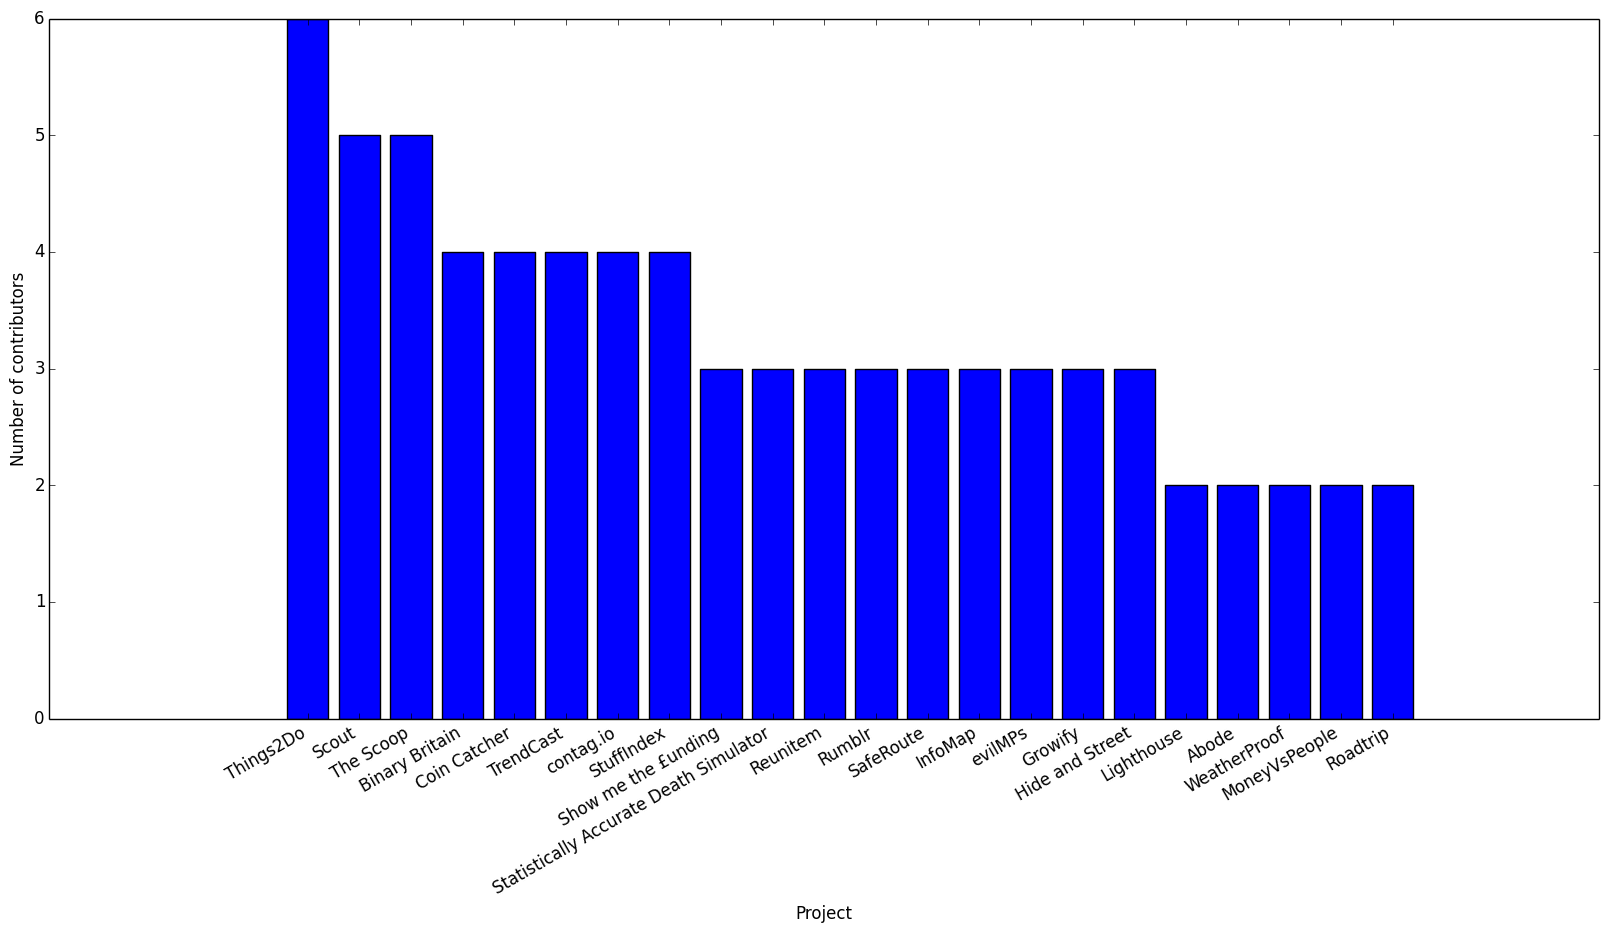 6
5
4
3
2
1
0
Number of contributors
Things2Do
Scout
The Scoop
Binary Britain
Coin Catcher
TrendCast
contag.io
StuffIndex
Show me the £unding
Statistically Accurate Death Simulator
Reunitem
Rumblr
SafeRoute
InfoMap
evilMPs
Growify
Hide and Street
Lighthouse
Abode
WeatherProof
MoneyVsPeople
Roadtrip
Project